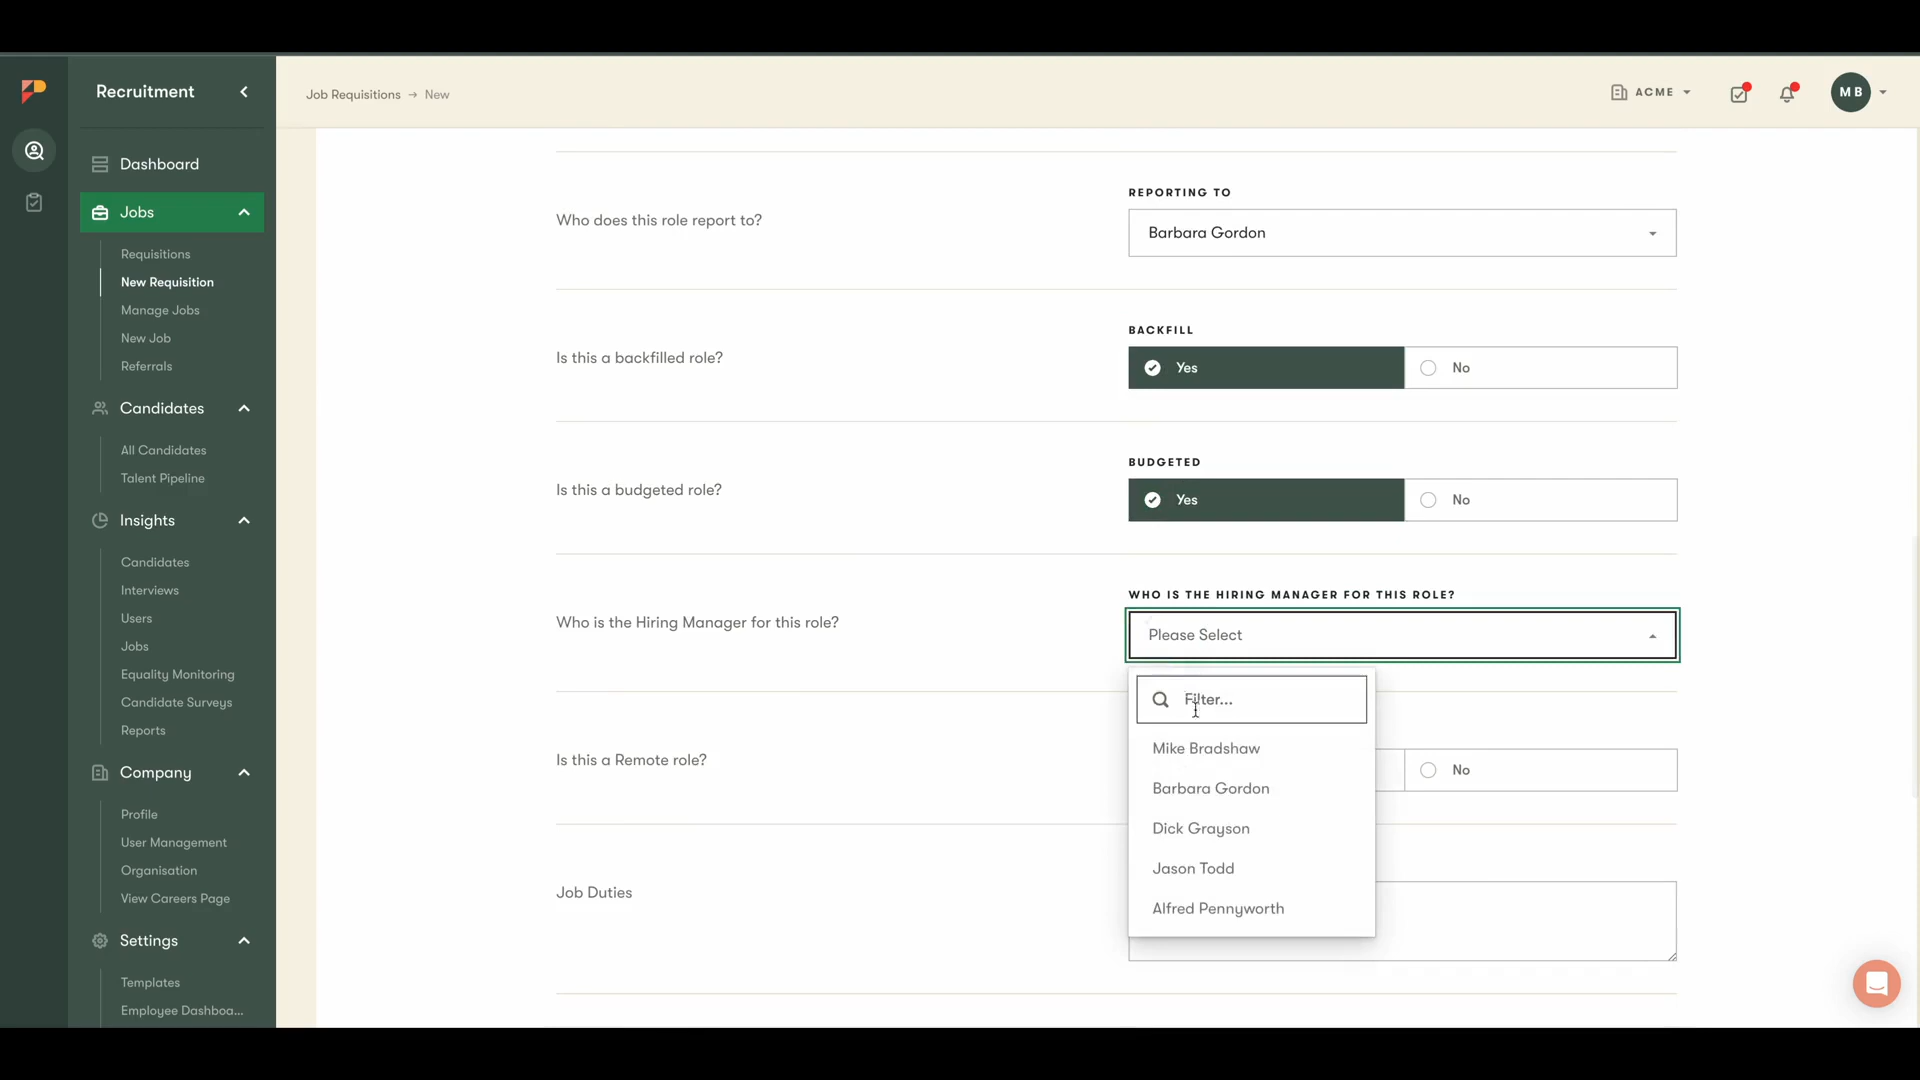 Recruitment
Job Requisitions → New
ACME
M B
Dashboard
Jobs
Requisitions
New Requisition
Manage Jobs
New Job
Referrals
Candidates
All Candidates
Talent Pipeline
Insights
Candidates
Interviews
Users
Jobs
Equality Monitoring
Candidate Surveys
Reports
Company
Profile
User Management
Organisation
View Careers Page
Settings
Templates
Employee Dashboa...
REPORTING TO
Who does this role report to?
Barbara Gordon
BACKFILL
Is this a backfilled role?
Yes
No
BUDGETED
Is this a budgeted role?
Yes
No
WHO IS THE HIRING MANAGER FOR THIS ROLE?
Who is the Hiring Manager for this role?
Please Select
Filter...
Mike Bradshaw
Barbara Gordon
Dick Grayson
Jason Todd
Alfred Pennyworth
Is this a Remote role?
No
Job Duties